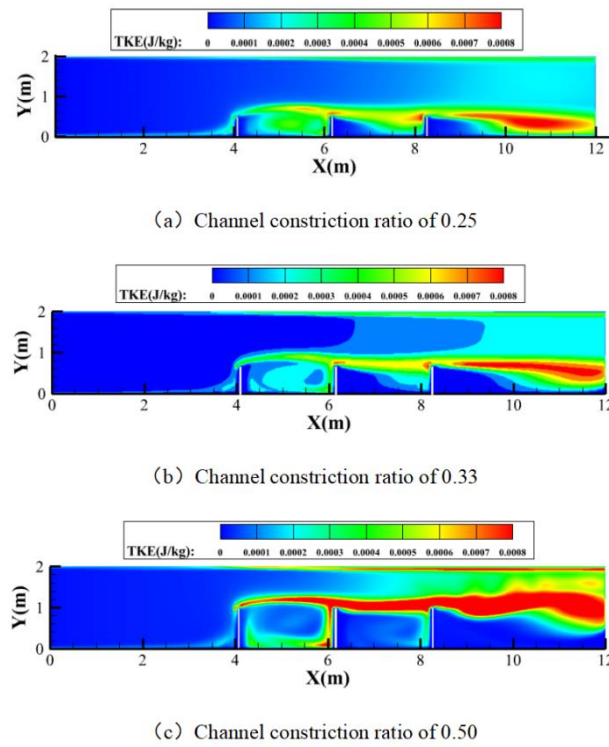 TKE(J/kg): 0 0.0001 0.0002 0.0003 0.0004 0.0005 0.0006 0.0007 0.0008
2
1
0
Y(m)
2 4 6 8 10 12
X(m)
（a）Channel constriction ratio of 0.25
TKE(J/kg): 0 0.0001 0.0002 0.0003 0.0004 0.0005 0.0006 0.0007 0.0008
2
1
0
Y(m)
0 2 4 6 8 10 12
X(m)
（b）Channel constriction ratio of 0.33
TKE(J/kg): 0 0.0001 0.0002 0.0003 0.0004 0.0005 0.0006 0.0007 0.0008
2
1
0
Y(m)
0 2 4 6 8 10 12
X(m)
（c）Channel constriction ratio of 0.50